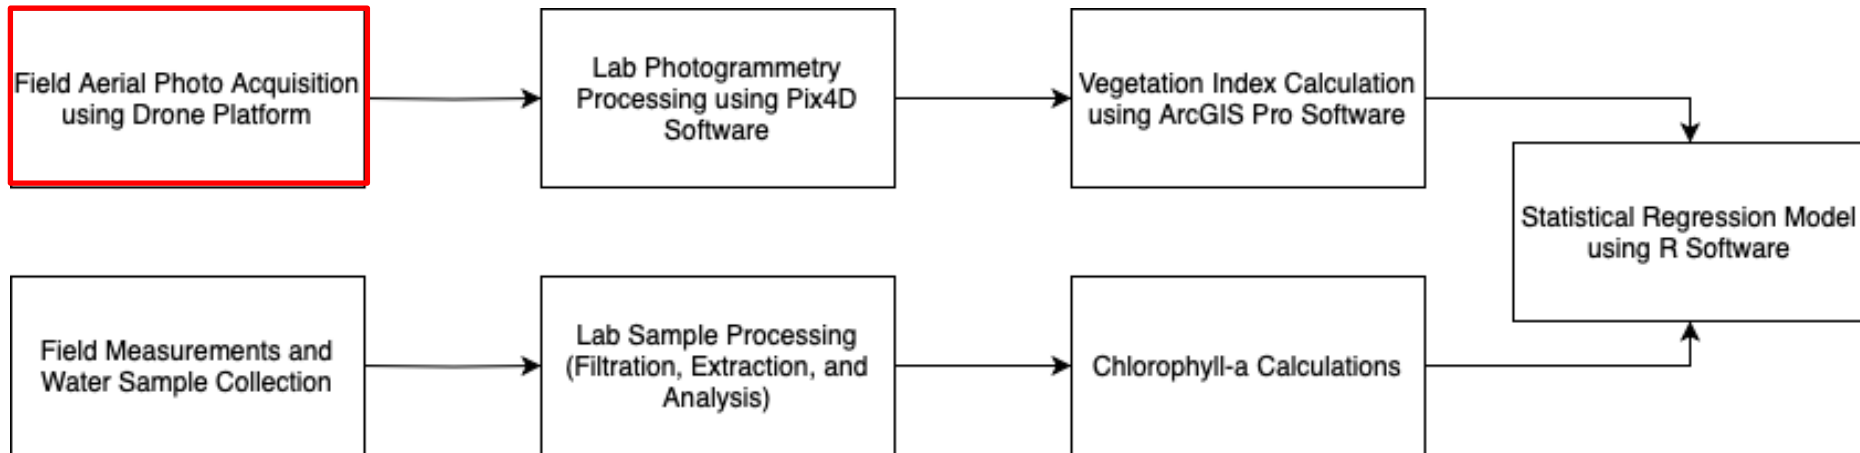 Field Aerial Photo Acquisition
using Drone Platform
Lab Photogrammetry
Processing using Pix4D
Software
Vegetation Index Calculation
using ArcGIS Pro Software
Statistical Regression Model
using R Software
Field Measurements and
Water Sample Collection
Lab Sample Processing
(Filtration, Extraction, and
Analysis)
Chlorophyll-a Calculations